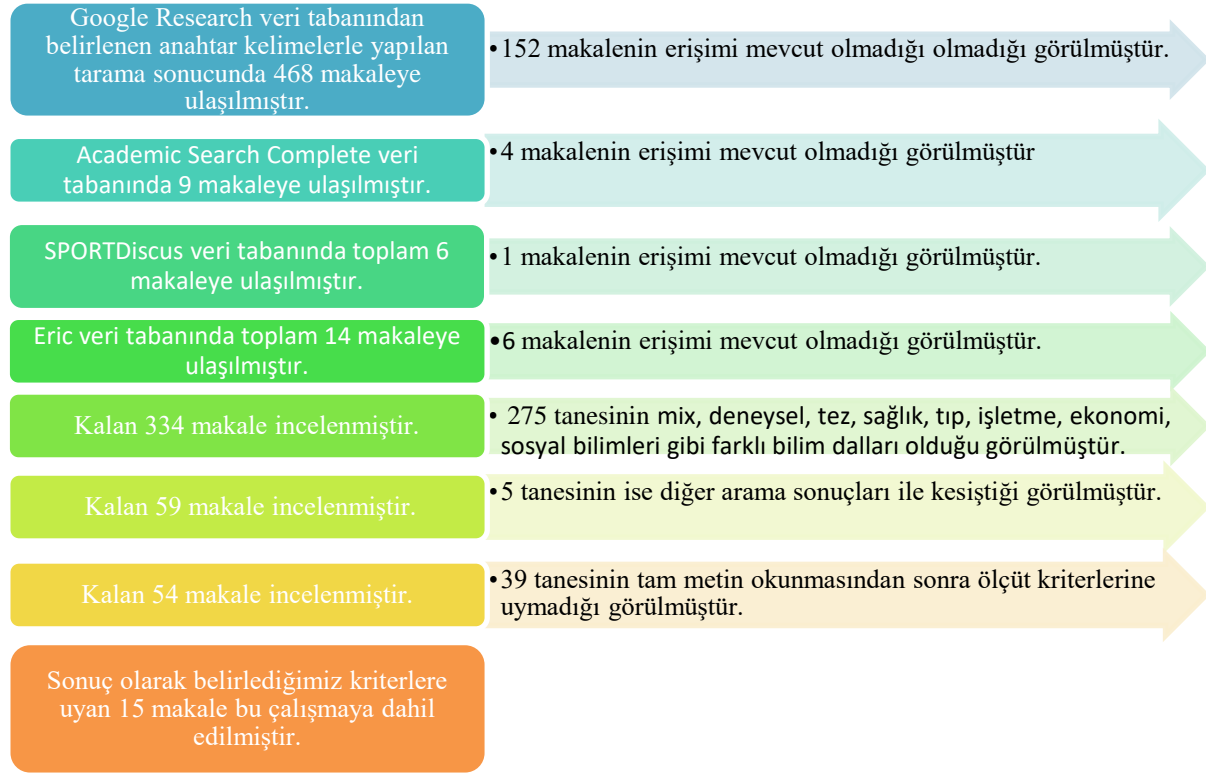 Google Research veri tabanından
belirlenen anahtar kelimelerle yapılan
tarama sonucunda 468 makaleye
ulaşılmıştır.
•152 makalenin erişimi mevcut olmadığı olmadığı görülmüştür.
Academic Search Complete veri
tabanında 9 makaleye ulaşılmıştır.
•4 makalenin erişimi mevcut olmadığı görülmüştür
SPORTDiscus veri tabanında toplam 6
makaleye ulaşılmıştır.
•1 makalenin erişimi mevcut olmadığı görülmüştür.
Eric veri tabanında toplam 14 makaleye
ulaşılmıştır.
•6 makalenin erişimi mevcut olmadığı görülmüştür.
Kalan 334 makale incelenmiştir.
• 275 tanesinin mix, deneysel, tez, sağlık, tıp, işletme, ekonomi,
sosyal bilimleri gibi farklı bilim dalları olduğu görülmüştür.
Kalan 59 makale incelenmiştir.
•5 tanesinin ise diğer arama sonuçları ile kesiştiği görülmüştür.
Kalan 54 makale incelenmiştir.
•39 tanesinin tam metin okunmasından sonra ölçüt kriterlerine
uymadığı görülmüştür.
Sonuç olarak belirlediğimiz kriterlere
uyan 15 makale bu çalışmaya dahil
edilmiştir.